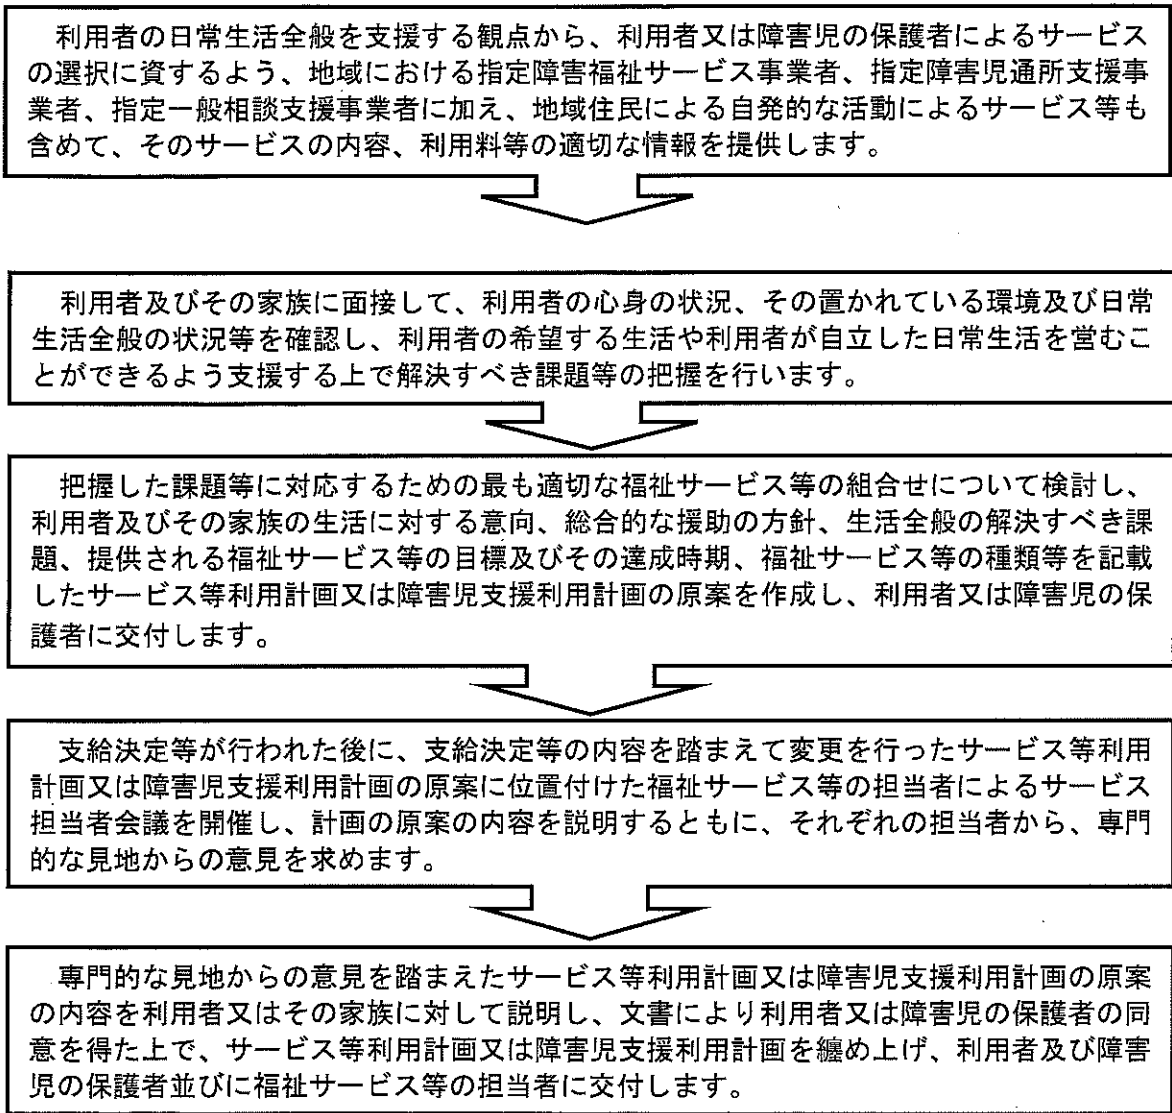 利用者の日常生活全般を支援する観点から、利用者又は障害児の保護者によるサービス
の選択に資するよう、地域における指定障害福祉サービス事業者、指定障害児通所支援事
業者、指定一般相談支援事業者に加え、地域住民による自発的な活動によるサービス等も
含めて、そのサービスの内容、利用料等の適切な情報を提供します。
利用者及びその家族に面接して、利用者の心身の状況、その置かれている環境及び日常
生活全般の状況等を確認し、利用者の希望する生活や利用者が自立した日常生活を営むこ
とができるよう支援する上で解決すべき課題等の把握を行います。
把握した課題等に対応するための最も適切な福祉サービス等の組合せについて検討し、
利用者及びその家族の生活に対する意向、総合的な援助の方針、生活全般の解決すべき課
題、提供される福祉サービス等の目標及びその達成時期、福祉サービス等の種類等を記載
したサービス等利用計画又は障害児支援利用計画の原案を作成し、利用者又は障害児の保
護者に交付します。
支給決定等が行われた後に、支給決定等の内容を踏まえて変更を行ったサービス等利用
計画又は障害児支援利用計画の原案に位置付けた福祉サービス等の担当者によるサービス
担当者会議を開催し、計画の原案の内容を説明するともに、それぞれの担当者から、専門
的な見地からの意見を求めます。
専門的な見地からの意見を踏まえたサービス等利用計画又は障害児支援利用計画の原案
の内容を利用者又はその家族に対して説明し、文書により利用者又は障害児の保護者の同
意を得た上で、サービス等利用計画又は障害児支援利用計画を纏め上げ、利用者及び障害
児の保護者並びに福祉サービス等の担当者に交付します。